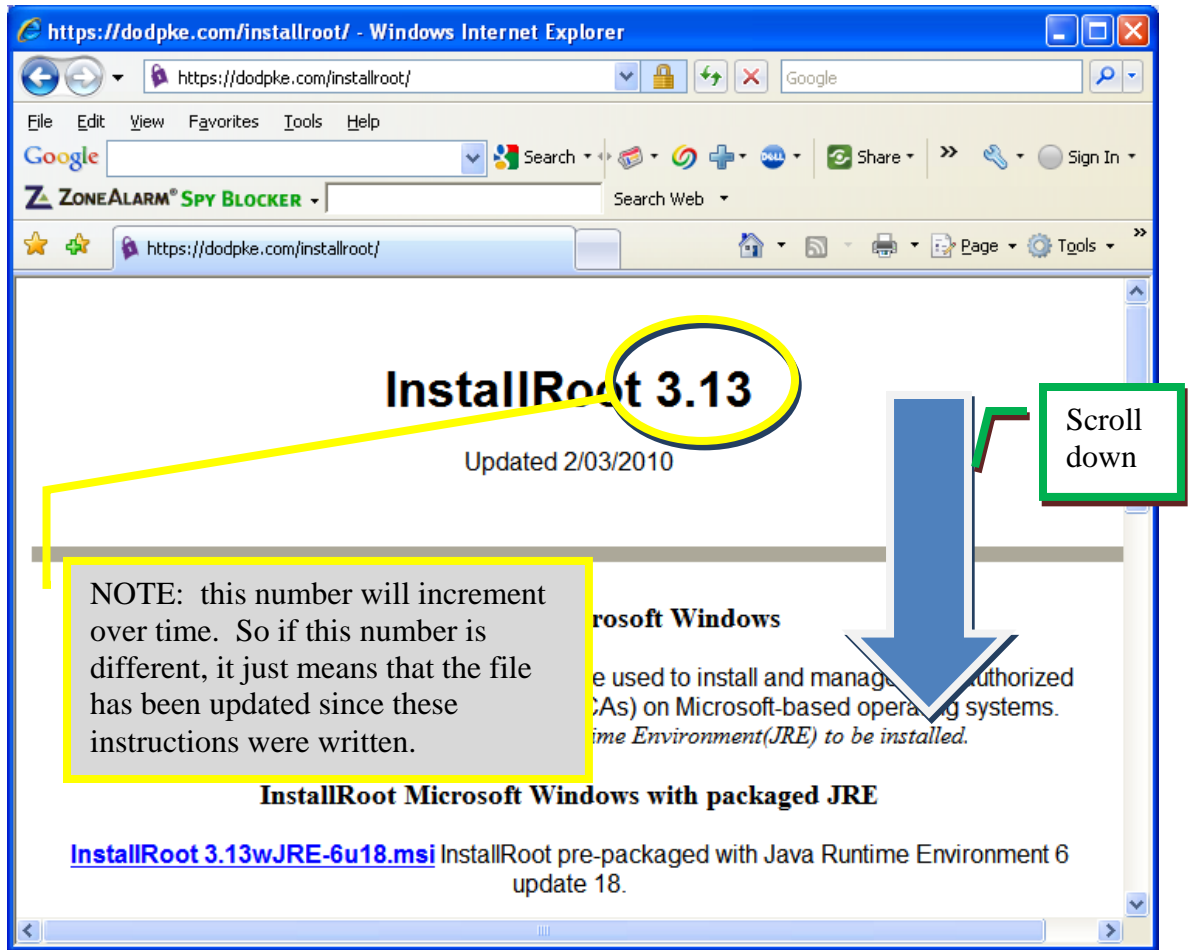 https://dodpke.com/installroot/ - Windows Internet Explorer
https://dodpke.com/installroot/ Google
File Edit View Favorites Tools Help
Google Search Share Sign In
ZONEALARM® SPY BLOCKER Search Web
https://dodpke.com/installroot/ Page Tools
InstallRoot 3.13
Updated 2/03/2010
Scroll
down
NOTE: this number will increment
over time. So if this number is
different, it just means that the file
has been updated since these
instructions were written.
Windows
used to install and
on Microsoft-based systems.
Environment(JRE) to be installed.
InstallRoot Microsoft Windows with packaged JRE
InstallRoot 3.13wJRE-6u18.msi InstallRoot pre-packaged with Java Runtime Environment 6
update 18.